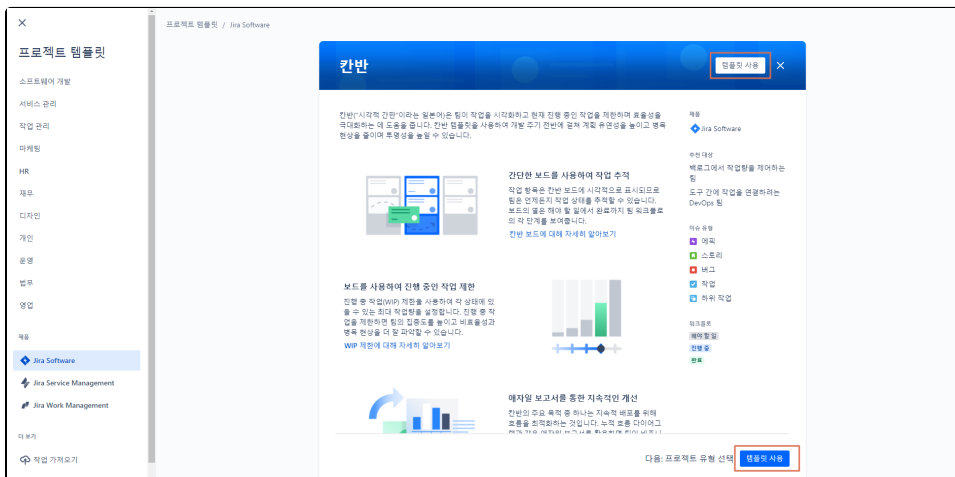 프로젝트 템플릿 / Jira Software
프로젝트 템플릿
소프트웨어 개발
서비스 관리
작업 관리
마케팅
HR
재무
디자인
개인
운영
법무
영업
제품
Jira Software
Jira Service Management
Jira Work Management
더 보기
작업 가져오기
칸반
템플릿 사용
칸반("시각적 간판"이라는 일본어)은 팀이 작업을 시각화하고 현재 진행 중인 작업을 제한하며 효율성을
극대화하는 데 도움을 줍니다. 칸반 템플릿을 사용하여 개발 주기 전반에 걸쳐 계획 유연성을 높이고 병목
현상을 줄이며 투명성을 높일 수 있습니다.
간단한 보드를 사용하여 작업 추적
작업 항목은 칸반 보드에 시각적으로 표시되므로
팀은 언제든지 작업 상태를 추적할 수 있습니다.
보드의 열은 해야 할 일에서 완료까지 팀 워크플로
의 각 단계를 보여줍니다.
칸반 보드에 대해 자세히 알아보기
보드를 사용하여 진행 중인 작업 제한
진행 중 작업(WIP) 제한을 사용하여 각 상태에 있
을 수 있는 최대 작업량을 설정합니다. 진행 중 작
업을 제한하면 팀의 집중도를 높이고 비효율성과
병목 현상을 더 잘 파악할 수 있습니다.
WIP 제한에 대해 자세히 알아보기
애자일 보고서를 통한 지속적인 개선
칸반의 주요 목적 중 하나는 지속적 배포를 위해
흐름을 최적화하는 것입니다. 누적 흐름 다이어그
제품
Jira Software
추천 대상
백로그에서 작업량을 제어하는
팀
도구 간에 작업을 연결하려는
DevOps 팀
이슈 유형
에픽
스토리
버그
작업
하위 작업
워크플로
해야 할 일
진행 중
완료
다음: 프로젝트 유형 선택
템플릿 사용